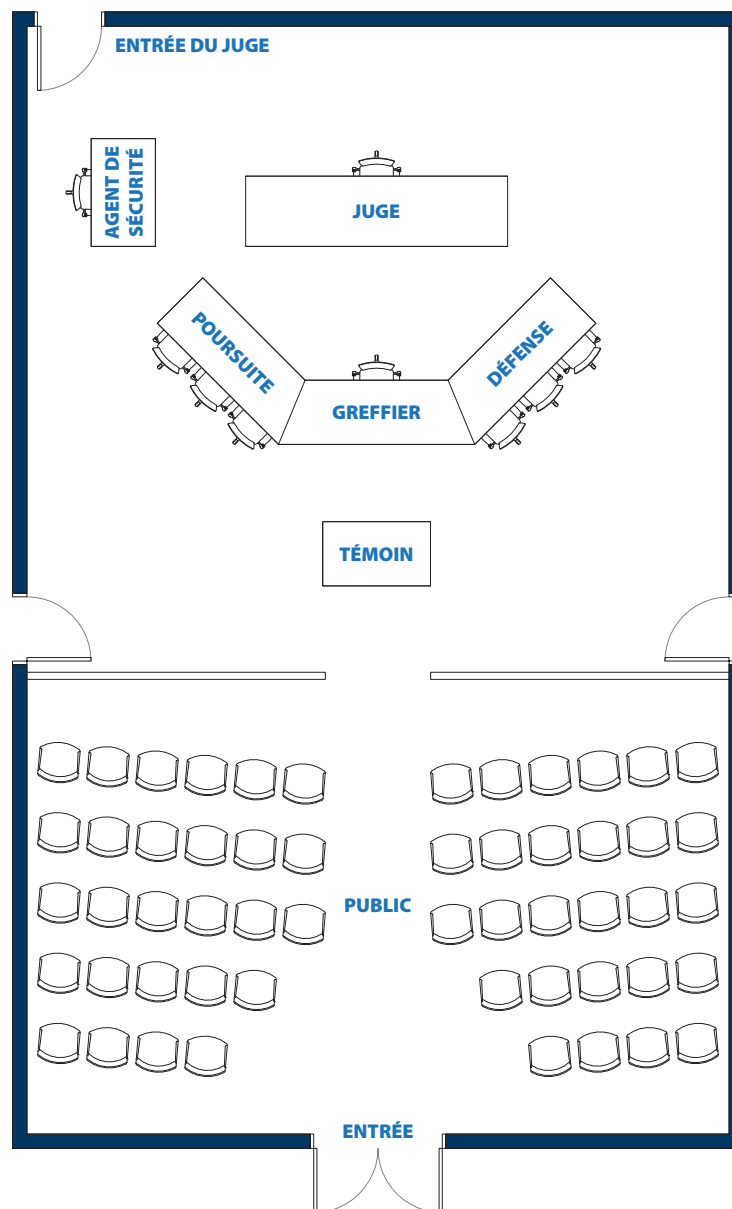 ENTRÉE DU JUGE
AGENT DE
SÉCURITÉ
JUGE
POURSUITE
DÉFENSE
GREFFIER
TÉMOIN
PUBLIC
ENTRÉE